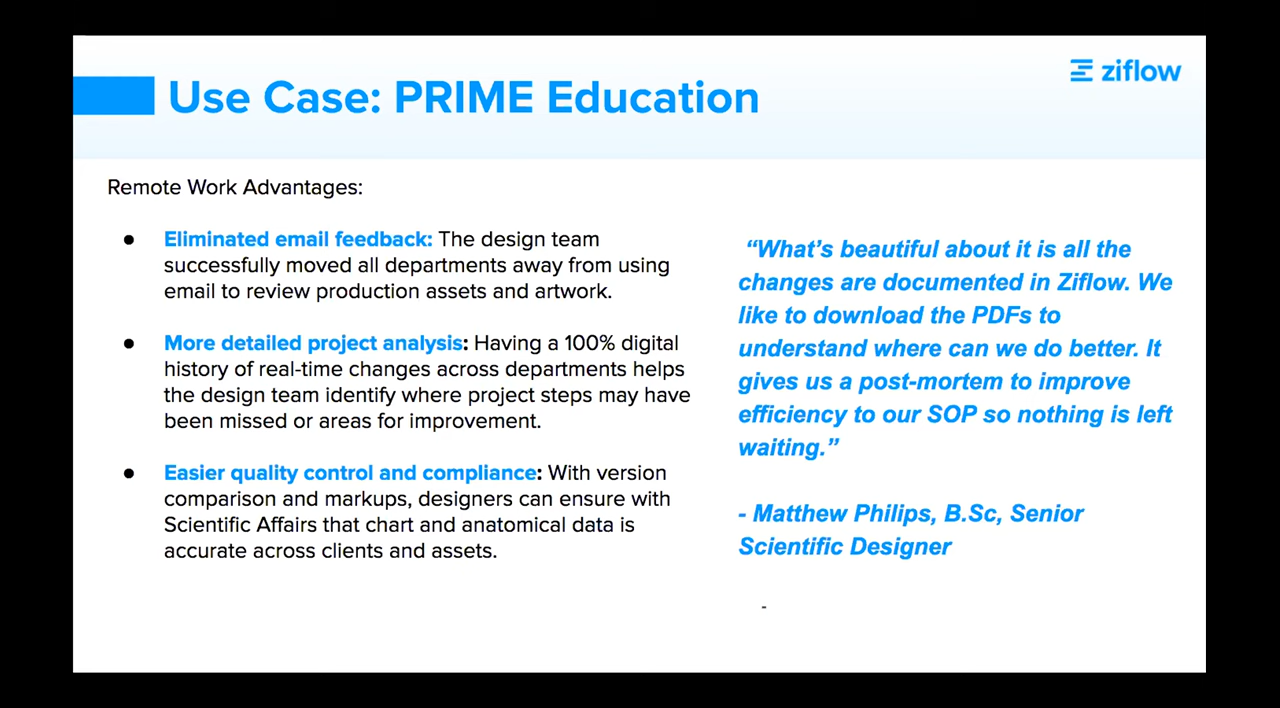 ziflow
Use Case: PRIME Education
Remote Work Advantages:
● Eliminated email feedback: The design team
successfully moved all departments away from using
email to review production assets and artwork.
● More detailed project analysis: Having a 100% digital
history of real-time changes across departments helps
the design team identify where project steps may have
been missed or areas for improvement.
● Easier quality control and compliance: With version
comparison and markups, designers can ensure with
Scientific Affairs that chart and anatomical data is
accurate across clients and assets.
“What’s beautiful about it is all the
changes are documented in Ziflow. We
like to download the PDFs to
understand where can we do better. It
gives us a post-mortem to improve
efficiency to our SOP so nothing is left
waiting.”
- Matthew Philips, B.Sc, Senior
Scientific Designer
-